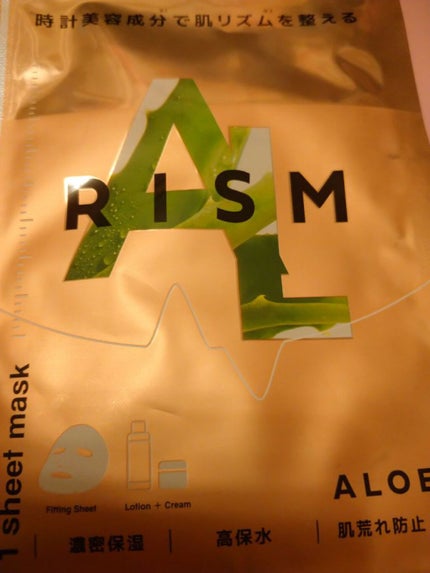 時計美容成分で肌リズムを整える
AL
RISM
1 sheet mask
Fitting Sheet
Lotion + Cream
ALOE
濃密保湿
高保水
肌荒れ防止